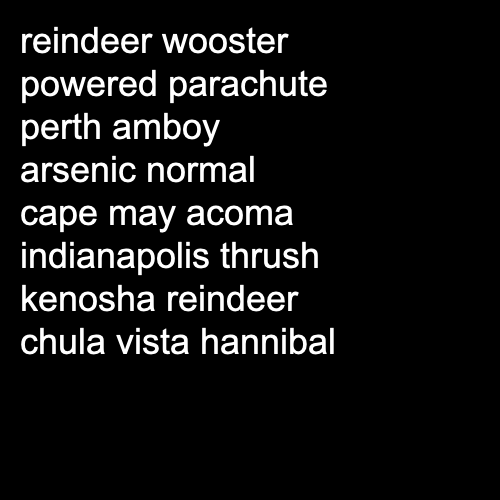 reindeer wooster
powered parachute
perth amboy
arsenic normal
cape may acoma
indianapolis thrush
kenosha reindeer
chula vista hannibal